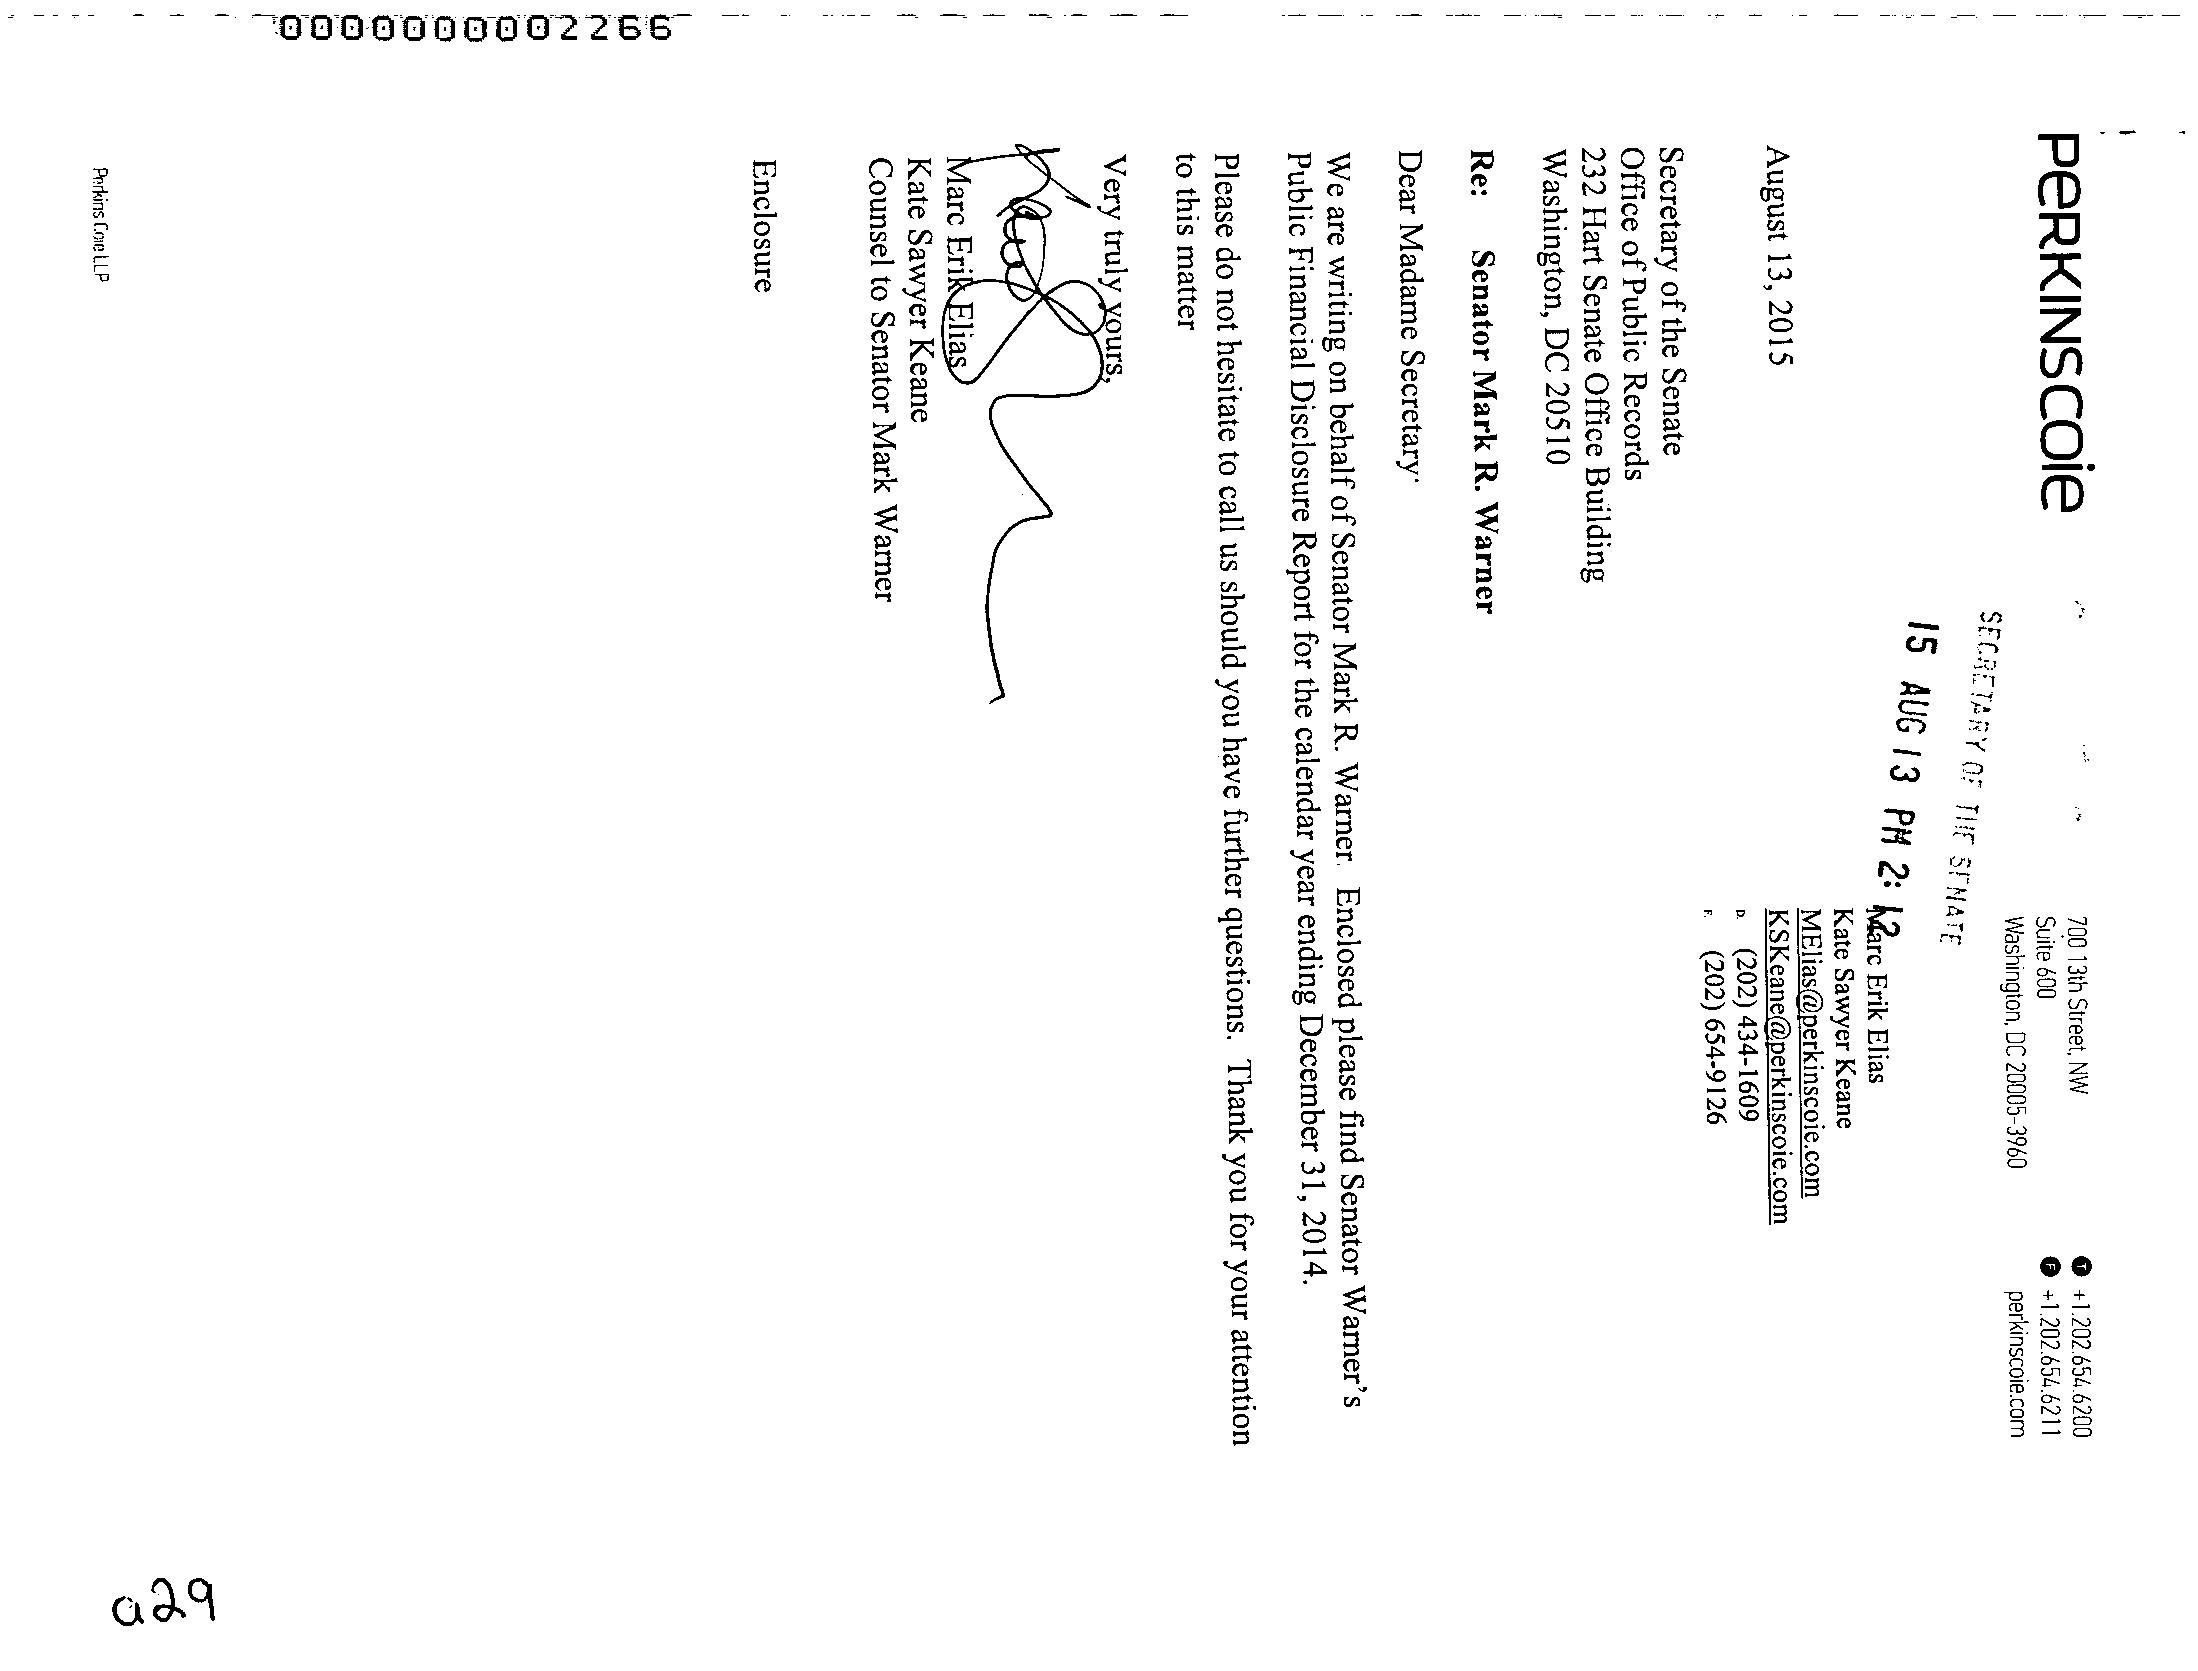 0000000002266
PERKINSCOIE
700 13th Street, NW
Suite 600
Washington, DC 20005-3960
T +1.202.654.6200
F +1.202.654.6211
perkinscoie.com
SECRETARY OF THE SENATE
15 AUG 13 PM 2:12
Marc Erik Elias
Kate Sawyer Keane
MElias@perkinscoie.com
KSKeane@perkinscoie.com
D. (202) 434-1609
F. (202) 654-9126
August 13, 2015
Secretary of the Senate
Office of Public Records
232 Hart Senate Office Building
Washington, DC 20510
Re: Senator Mark R. Warner
Dear Madame Secretary:
We are writing on behalf of Senator Mark R. Warner. Enclosed please find Senator Warner's
Public Financial Disclosure Report for the calendar year ending December 31, 2014.
Please do not hesitate to call us should you have further questions. Thank you for your attention
to this matter
Very truly yours,
Marc Erik Elias
Kate Sawyer Keane
Counsel to Senator Mark Warner
Enclosure
Perkins Coie LLP
a29